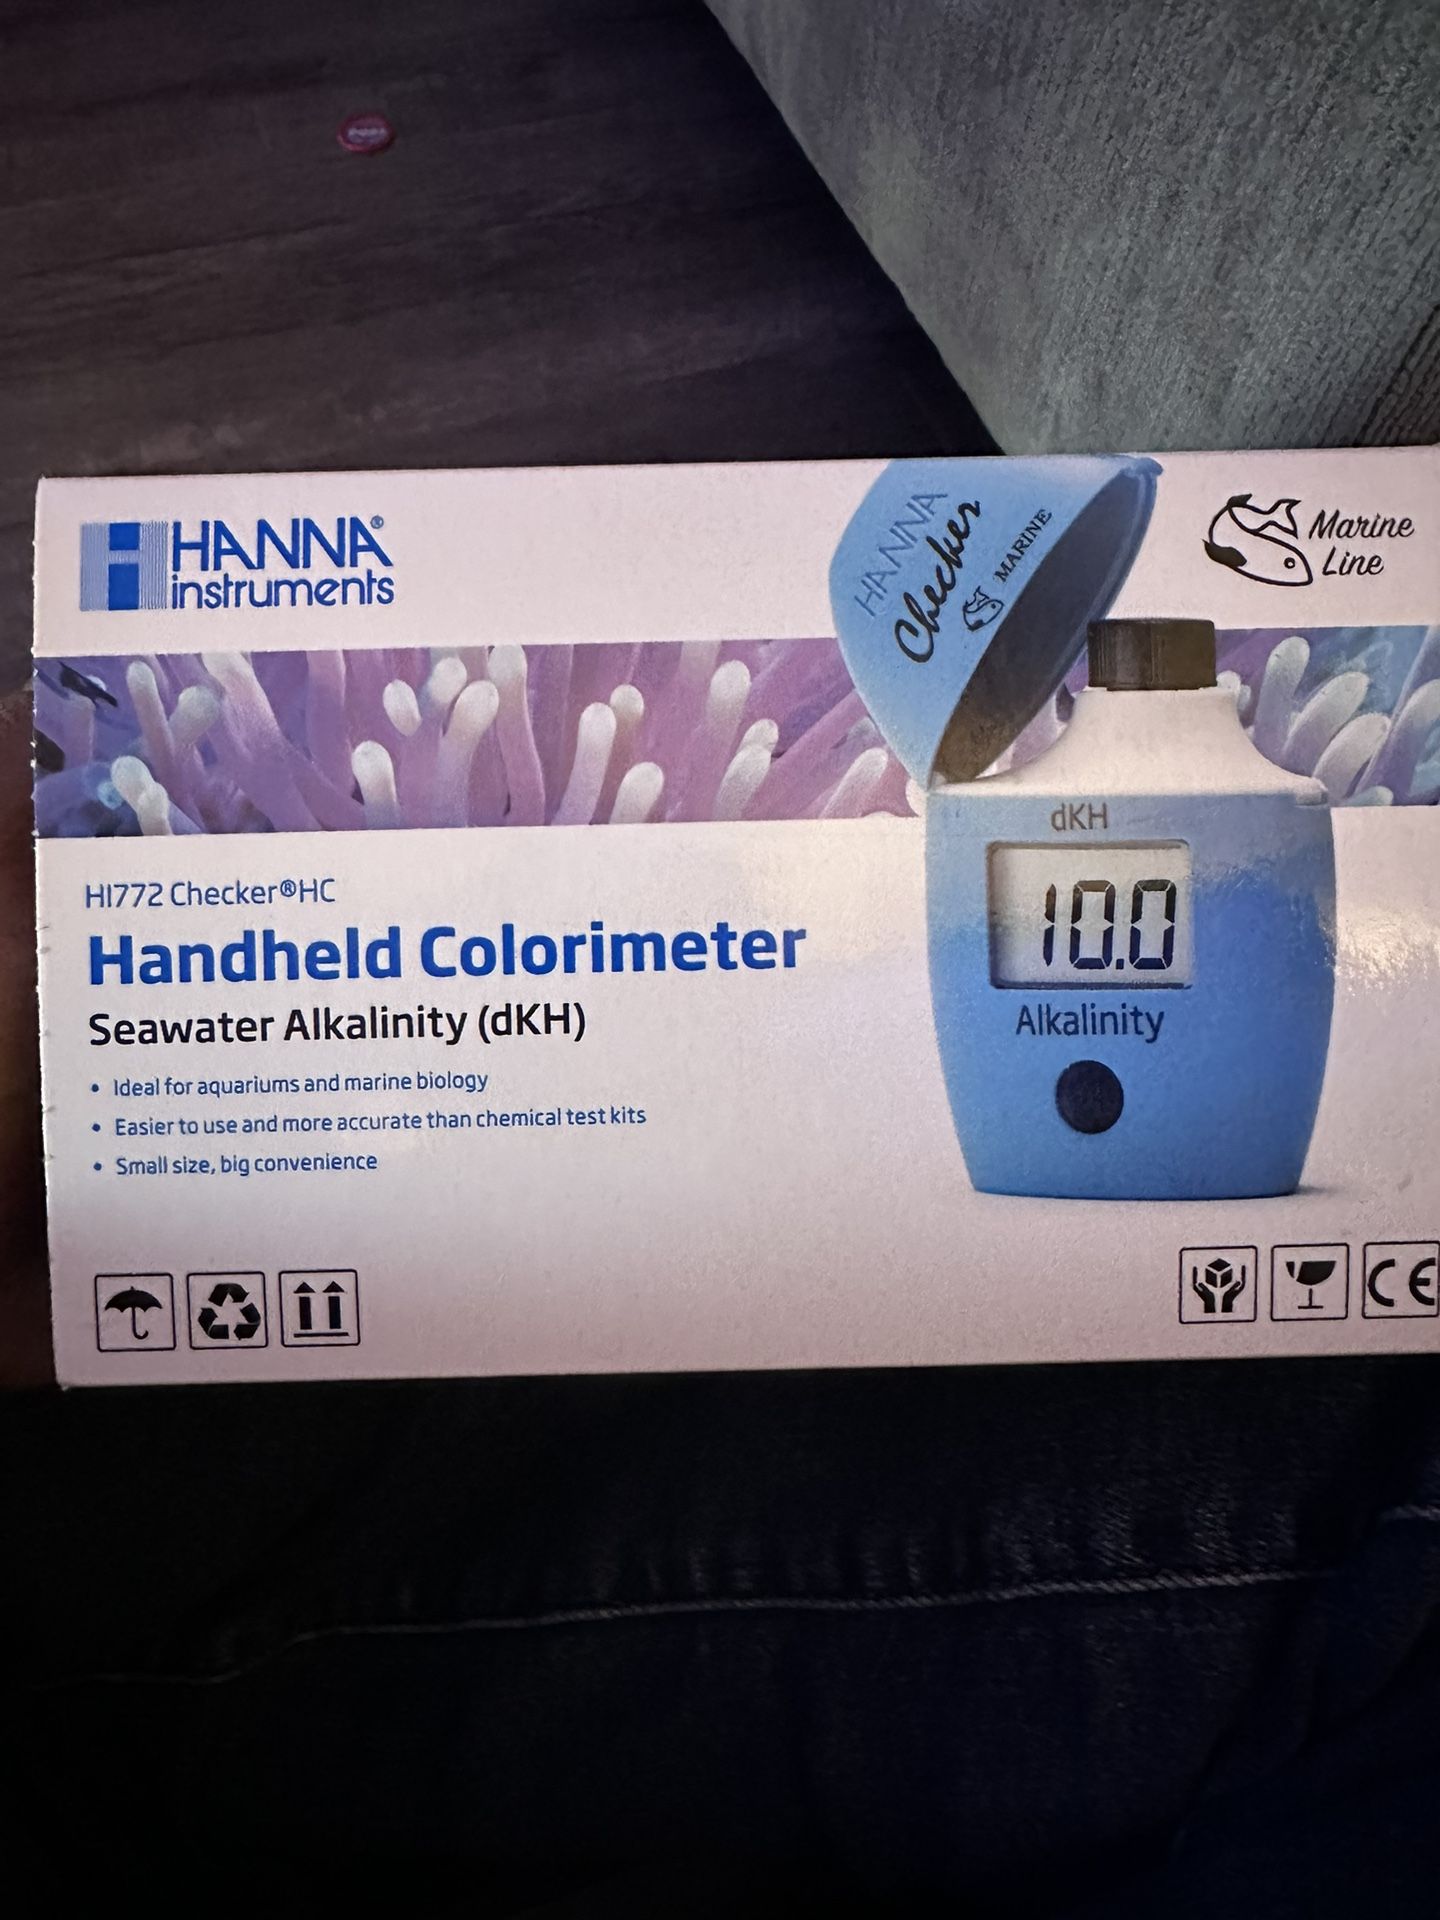 HANNA®
instruments
HANNA
Checker
MARINE
Marine
Line
dKH
10.0
Alkalinity
HI772 Checker®HC
Handheld Colorimeter
Seawater Alkalinity (dKH)
• Ideal for aquariums and marine biology
• Easier to use and more accurate than chemical test kits
• Small size, big convenience
CE